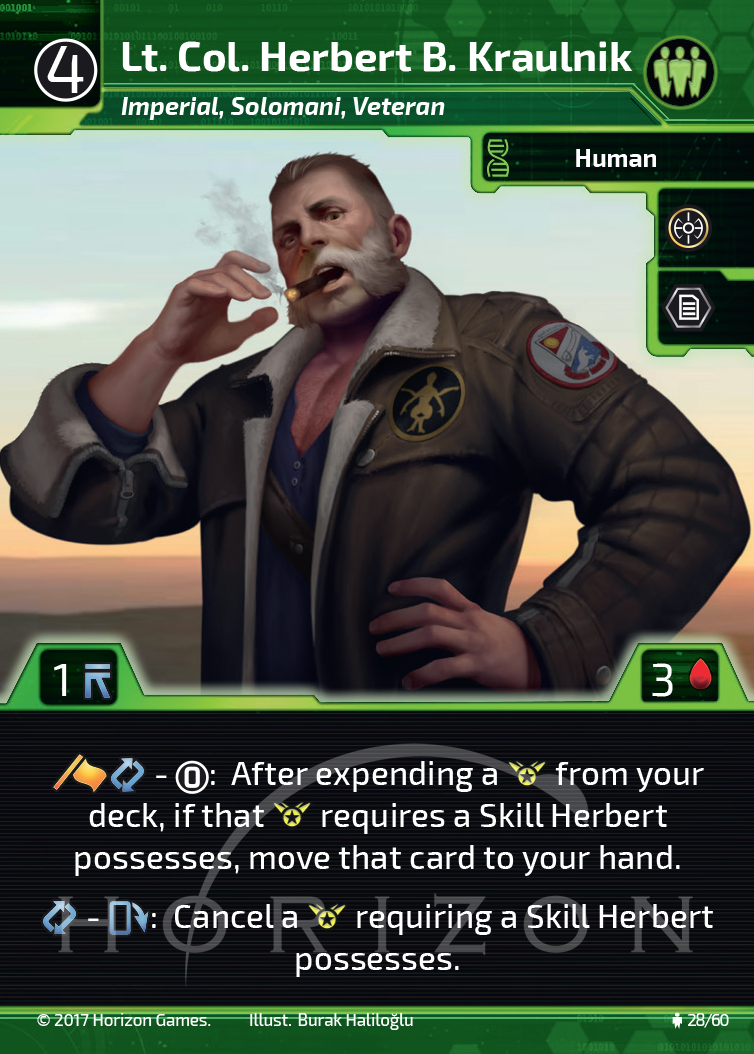 4
Lt. Col. Herbert B. Kraulnik
Imperial, Solomani, Veteran
Human
1
3
- 0: After expending a from your
deck, if that requires a Skill Herbert
possesses, move that card to your hand.
- : Cancel a requiring a Skill Herbert
possesses.
HORIZON
© 2017 Horizon Games. Illust. Burak Haliloğlu 28/60